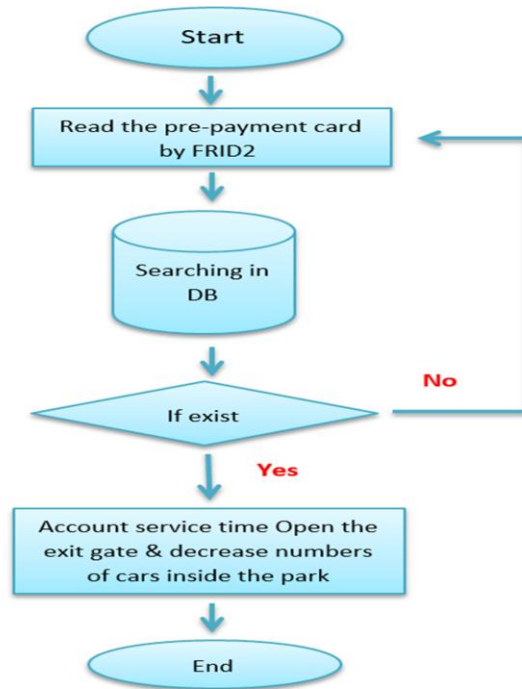 Start
Read the pre-payment card
by FRID2
Searching in
DB
No
If exist
Yes
Account service time Open the
exit gate & decrease numbers
of cars inside the park
End